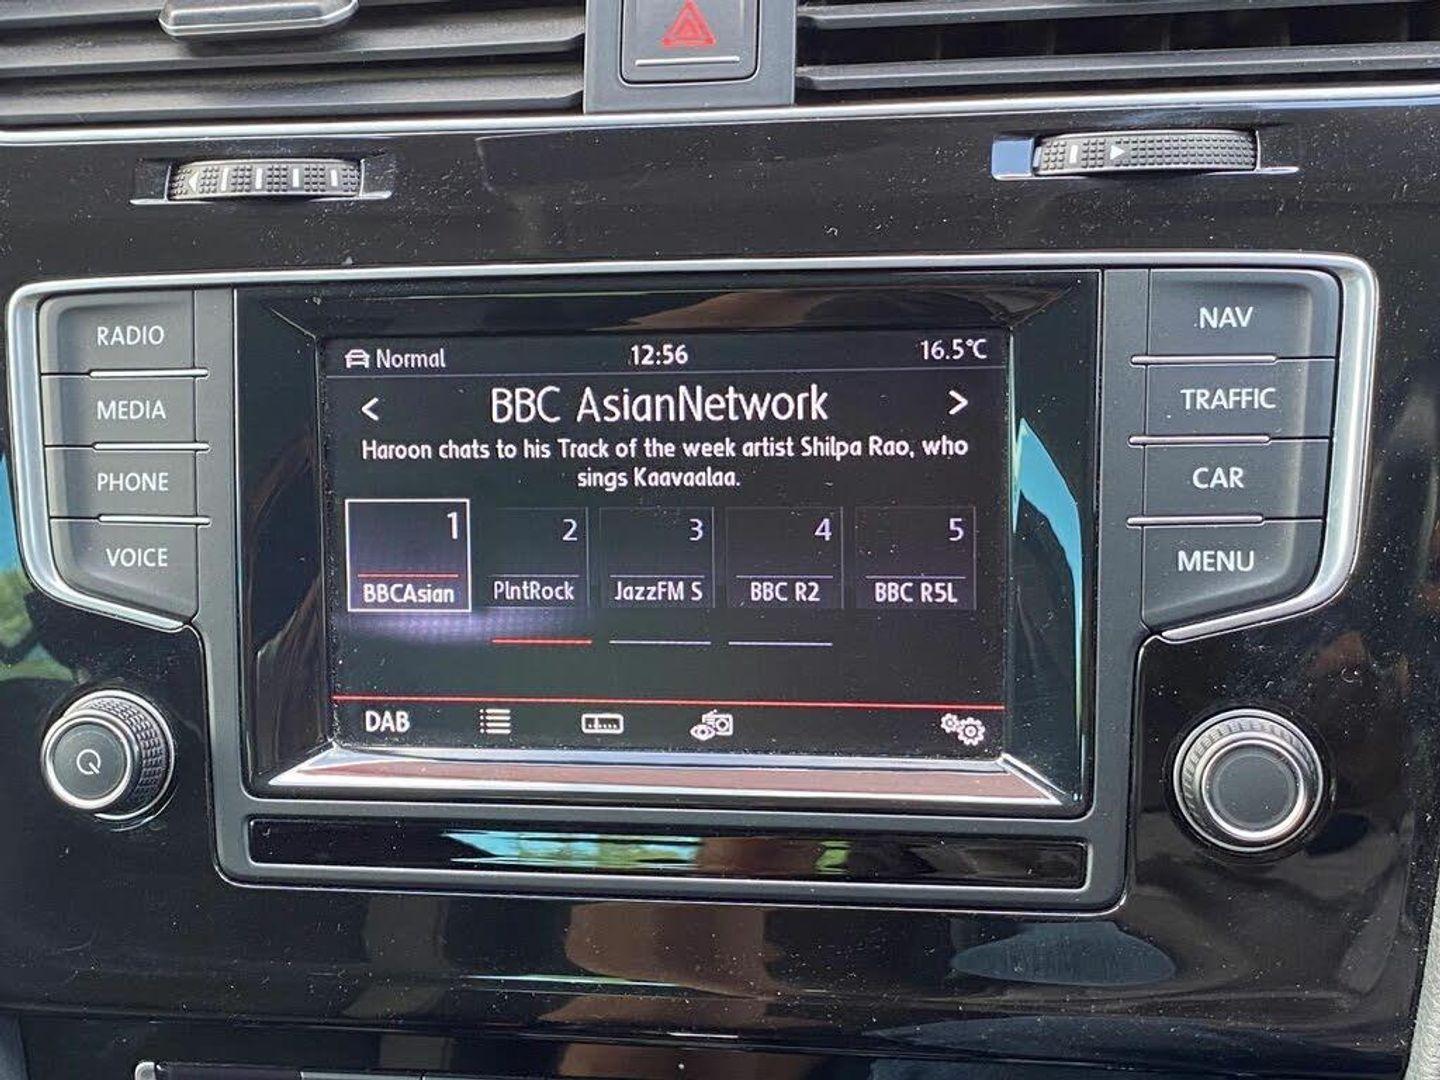 RADIO
MEDIA
PHONE
VOICE
Normal
12:56
16.5°C
< BBC AsianNetwork >
Haroon chats to his Track of the week artist Shilpa Rao, who
sings Kaavaalaa.
1
BBCAsian
2
PlntRock
3
JazzFM S
4
BBC R2
5
BBC R5L
DAB
NAV
TRAFFIC
CAR
MENU